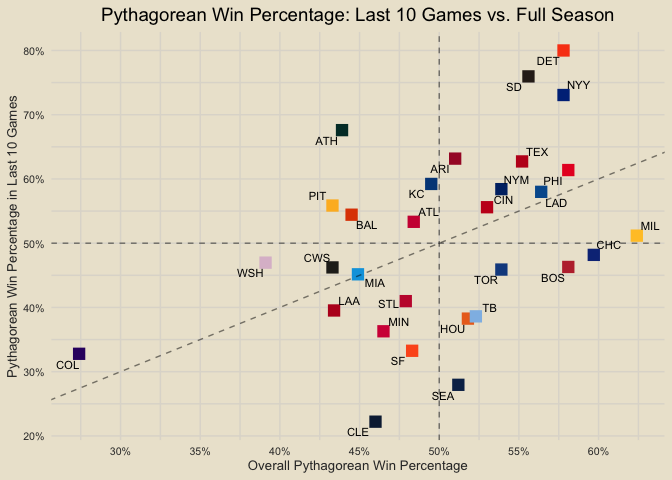 Pythagorean Win Percentage: Last 10 Games vs. Full Season
80%
70%
60%
50%
40%
30%
20%
Pythagorean Win Percentage in Last 10 Games
DET
SD
NYY
ATH
ARI
TEX
KC
NYM
PHI
PIT
BAL
ATL
CIN
LAD
MIL
CHC
WSH
CWS
MIA
TOR
BOS
LAA
STL
TB
MIN
HOU
COL
SF
SEA
CLE
30%
35%
40%
45%
50%
55%
60%
Overall Pythagorean Win Percentage